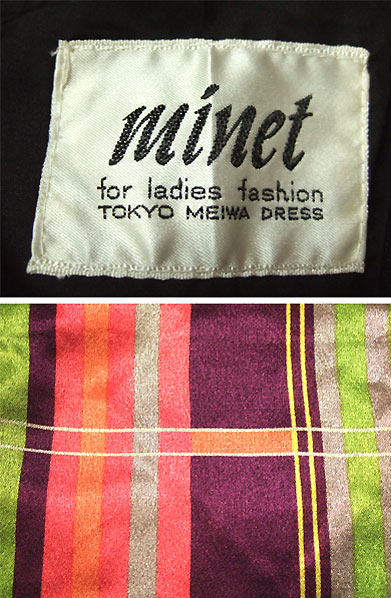 minet
for ladies fashion
TOKYO MEIWA DRESS